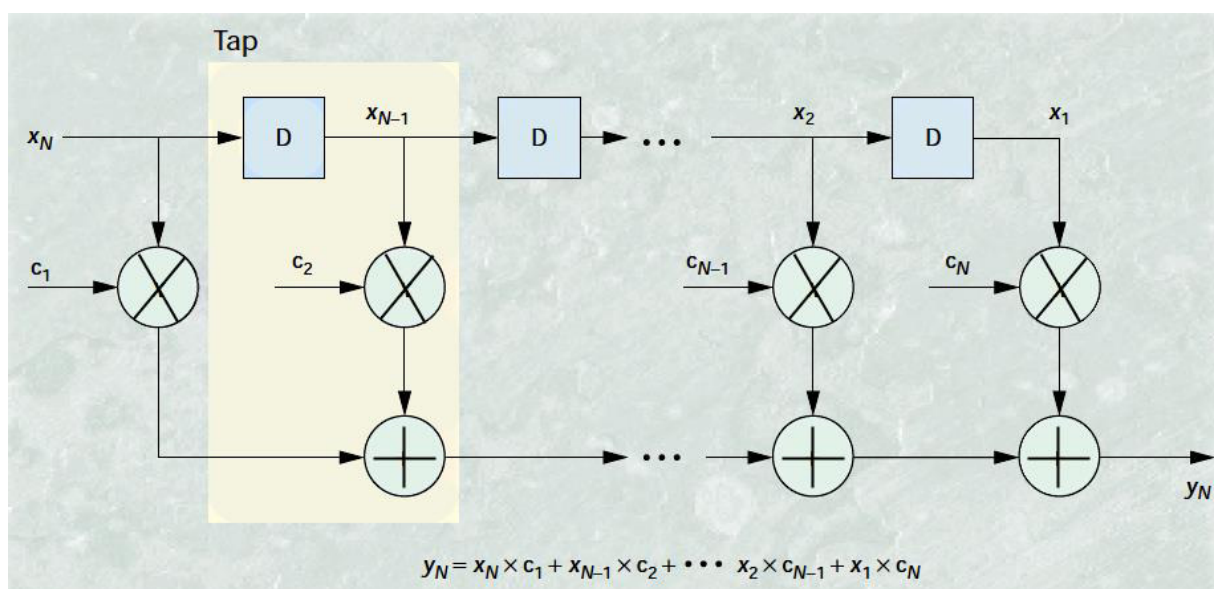 Tap
x_N D x_{N–1} D ••• x_2 D x_1
c_1 c_2 c_{N–1} c_N
•••
y_N
y_N = x_N × c_1 + x_{N–1} × c_2 + ••• x_2 × c_{N–1} + x_1 × c_N